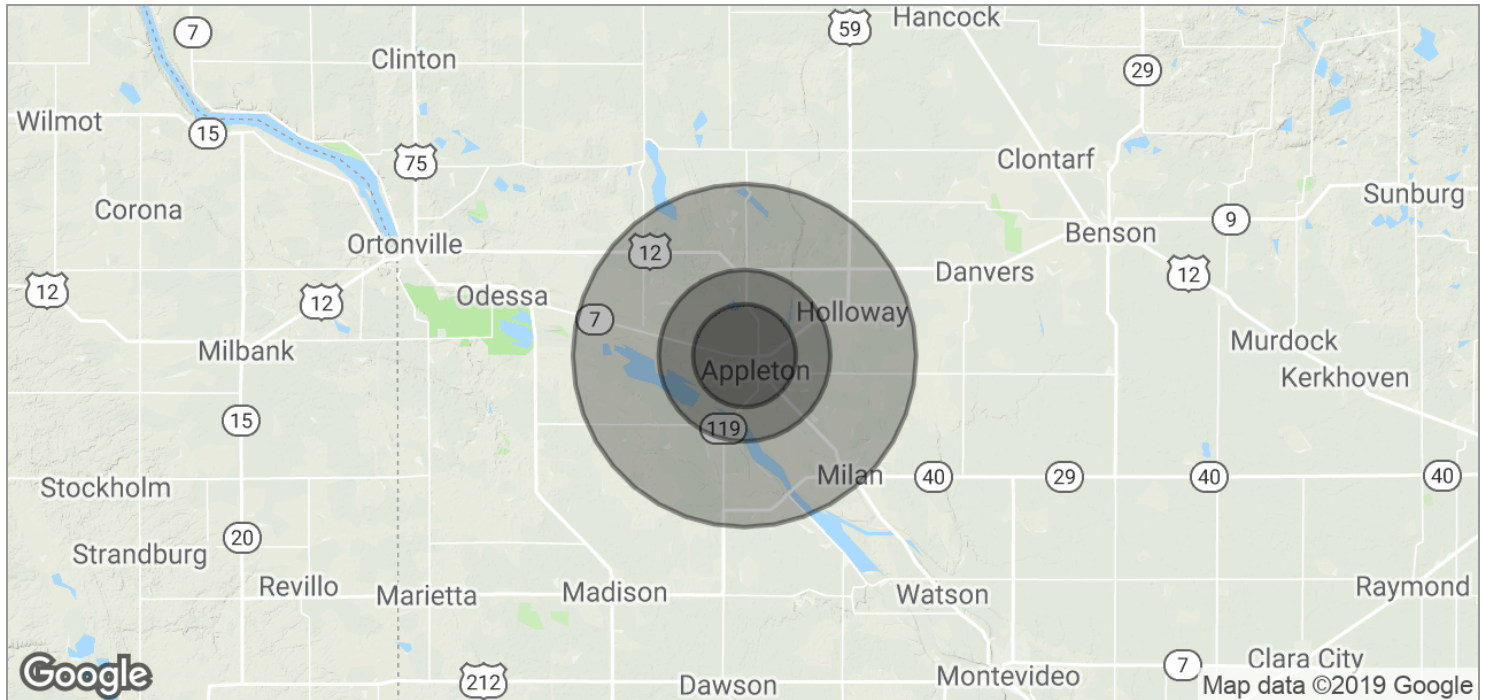 Hancock
7
59
Clinton
29
Wilmot
15
75
Clontarf
Sunburg
Corona
9
Ortonville
12
Benson
Danvers
12
12
12
Odessa
7
Holloway
Murdock
Milbank
Appleton
Kerkhoven
15
119
Milan
40
29
40
40
Stockholm
20
Strandburg
Revillo
Marietta
Madison
Watson
Raymond
Google
212
Dawson
Montevideo
7
Clara City
Map data ©2019 Google